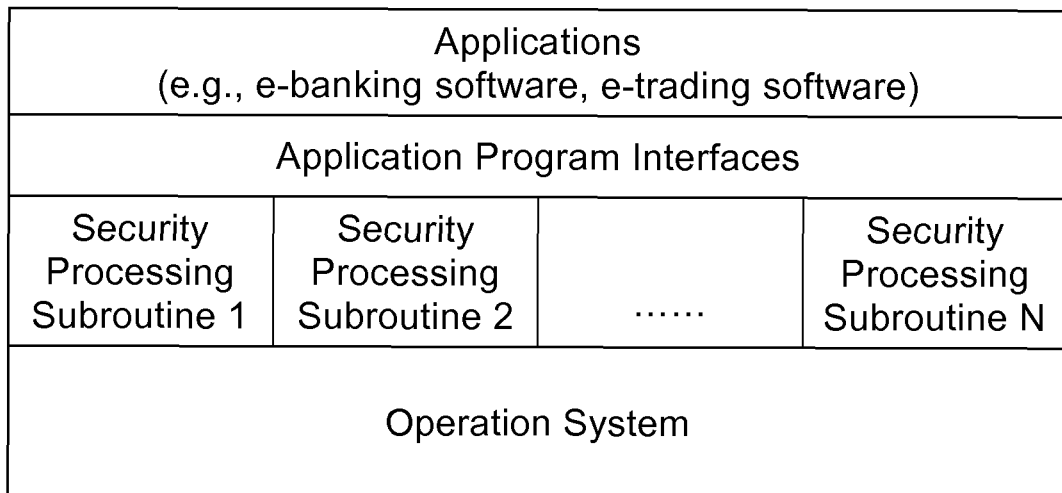 Applications
(e.g., e-banking software, e-trading software)
Application Program Interfaces
Security
Processing
Subroutine 1
Security
Processing
Subroutine 2
......
Security
Processing
Subroutine N
Operation System